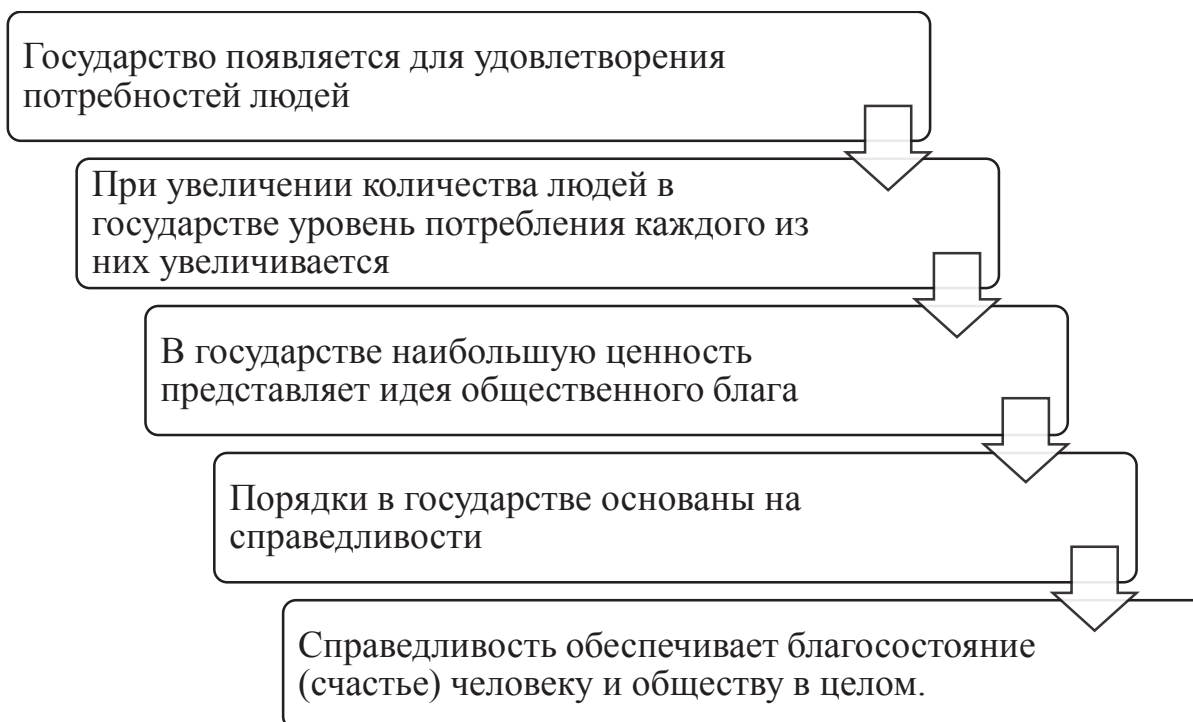 Государство появляется для удовлетворения
потребностей людей
При увеличении количества людей в
государстве уровень потребления каждого из
них увеличивается
В государстве наибольшую ценность
представляет идея общественного блага
Порядки в государстве основаны на
справедливости
Справедливость обеспечивает благосостояние
(счастье) человеку и обществу в целом.